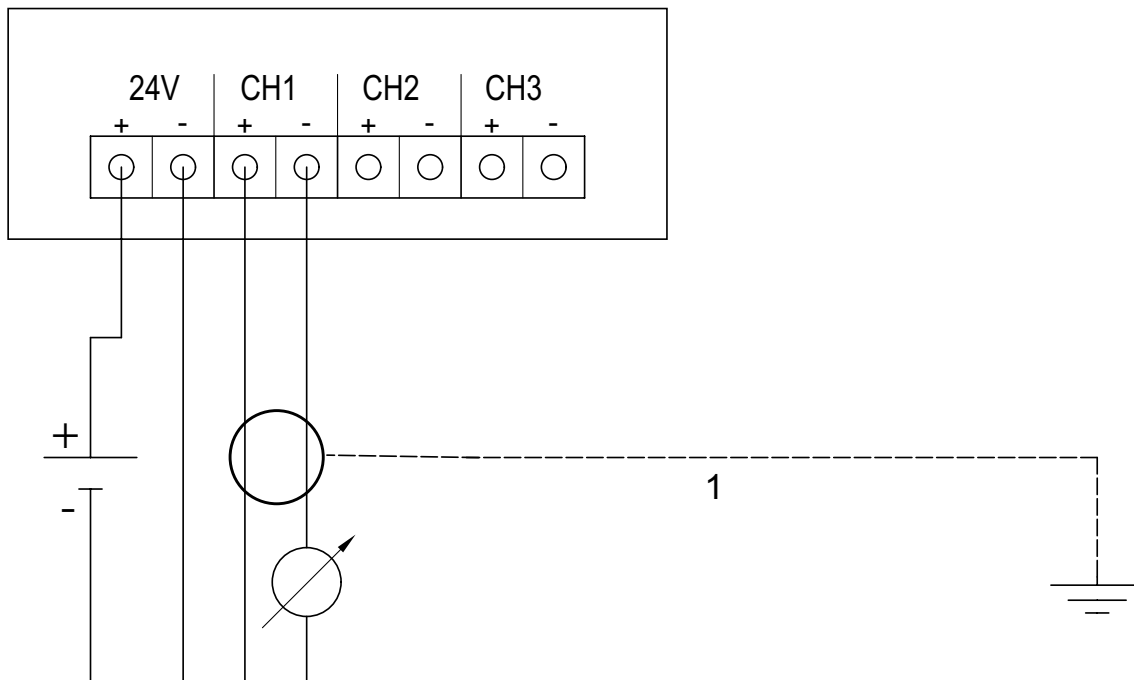 24V CH1 CH2 CH3
+ - + - + - + -
+
-
1